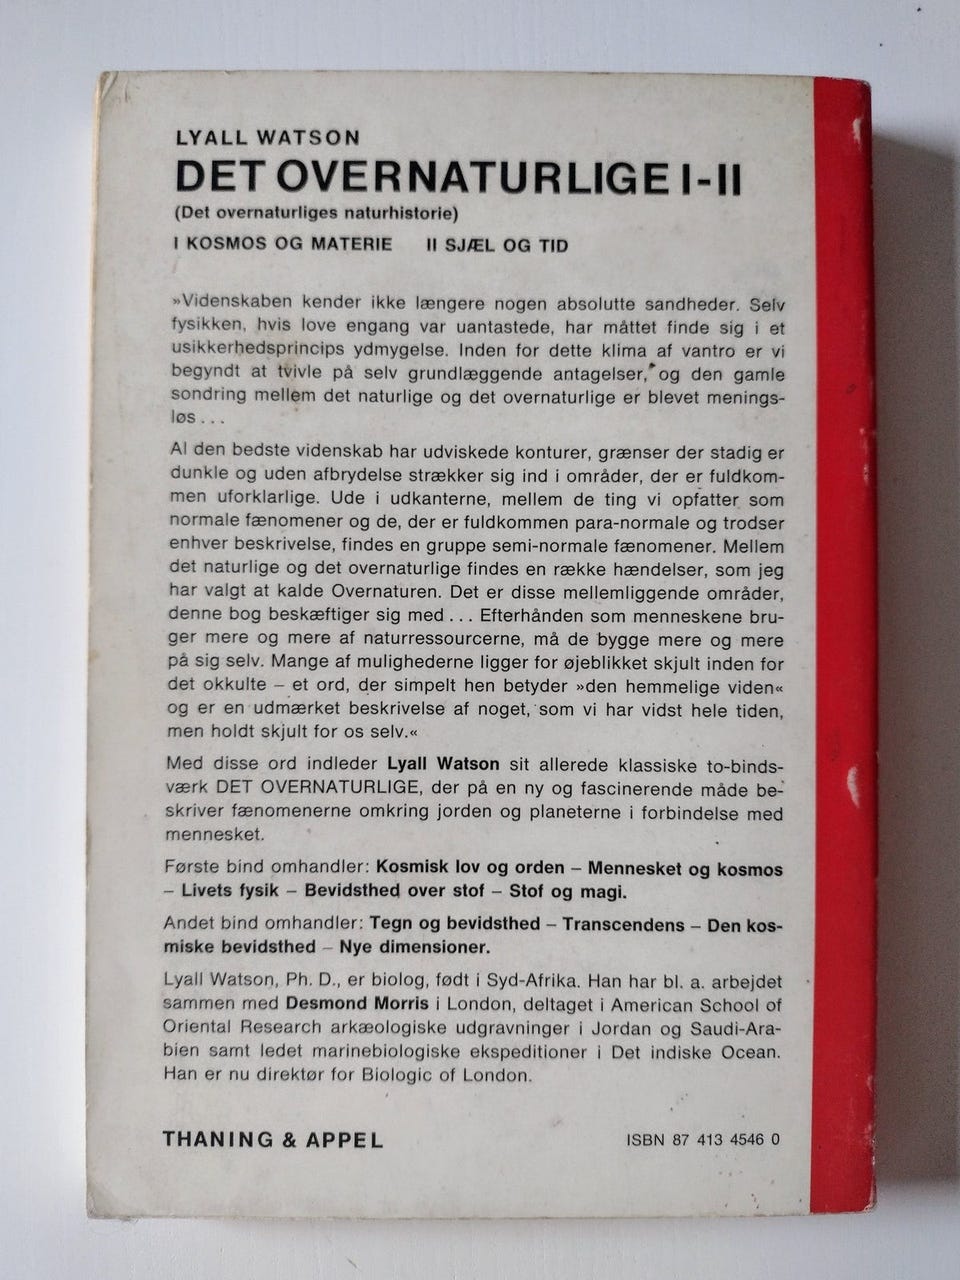 LYALL WATSON
DET OVERNATURLIGE I-II
(Det overnaturliges naturhistorie)
I KOSMOS OG MATERIE II SJÆL OG TID
»Videnskaben kender ikke længere nogen absolutte sandheder. Selv
fysikken, hvis love engang var uantastede, har måttet finde sig i et
usikkerhedsprincips ydmygelse. Inden for dette klima af vantro er vi
begyndt at tvivle på selv grundlæggende antagelser, og den gamle
sondring mellem det naturlige og det overnaturlige er blevet menings-
løs ...
Al den bedste videnskab har udviskede konturer, grænser der stadig er
dunkle og uden afbrydelse strækker sig ind i områder, der er fuldkom-
men uforklarlige. Ude i udkanterne, mellem de ting vi opfatter som
normale fænomener og de, der er fuldkommen para-normale og trodser
enhver beskrivelse, findes en gruppe semi-normale fænomener. Mellem
det naturlige og det overnaturlige findes en række hændelser, som jeg
har valgt at kalde Overnaturen. Det er disse mellemliggende områder,
denne bog beskæftiger sig med ... Efterhånden som menneskene bru-
ger mere og mere af naturressourcerne, må de bygge mere og mere
på sig selv. Mange af mulighederne ligger for øjeblikket skjult inden for
det okkulte – et ord, der simpelt hen betyder »den hemmelige viden«
og er en udmærket beskrivelse af noget, som vi har vidst hele tiden,
men holdt skjult for os selv.«
Med disse ord indleder Lyall Watson sit allerede klassiske to-binds-
værk DET OVERNATURLIGE, der på en ny og fascinerende måde be-
skriver fænomenerne omkring jorden og planeterne i forbindelse med
mennesket.
Første bind omhandler: Kosmisk lov og orden – Mennesket og kosmos
– Livets fysik – Bevidsthed over stof – Stof og magi.
Andet bind omhandler: Tegn og bevidsthed – Transcendens – Den kos-
miske bevidsthed – Nye dimensioner.
Lyall Watson, Ph. D., er biolog, født i Syd-Afrika. Han har bl. a. arbejdet
sammen med Desmond Morris i London, deltaget i American School of
Oriental Research arkæologiske udgravninger i Jordan og Saudi-Ara-
bien samt ledet marinebiologiske ekspeditioner i Det indiske Ocean.
Han er nu direktør for Biologic of London.
THANING & APPEL ISBN 87 413 4546 0